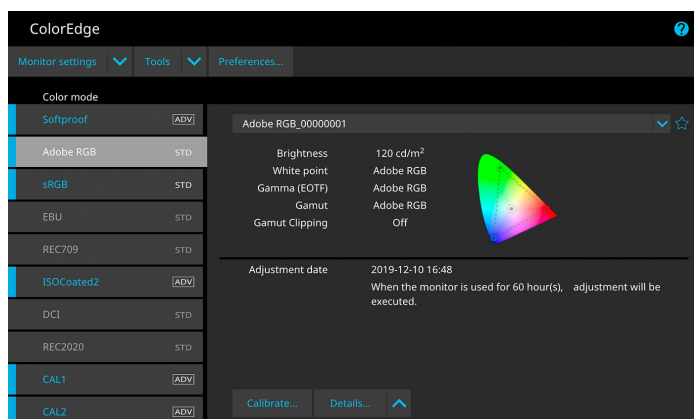 ColorEdge
?
Monitor settings Tools Preferences...
Color mode
Softproof ADV
Adobe RGB STD
sRGB STD
EBU STD
REC709 STD
ISOCoated2 ADV
DCI STD
REC2020 STD
CAL1 ADV
CAL2 ADV
Adobe RGB_00000001
Brightness 120 cd/m²
White point Adobe RGB
Gamma (EOTF) Adobe RGB
Gamut Adobe RGB
Gamut Clipping Off
Adjustment date 2019-12-10 16:48
When the monitor is used for 60 hour(s), adjustment will be
executed.
Calibrate... Details...